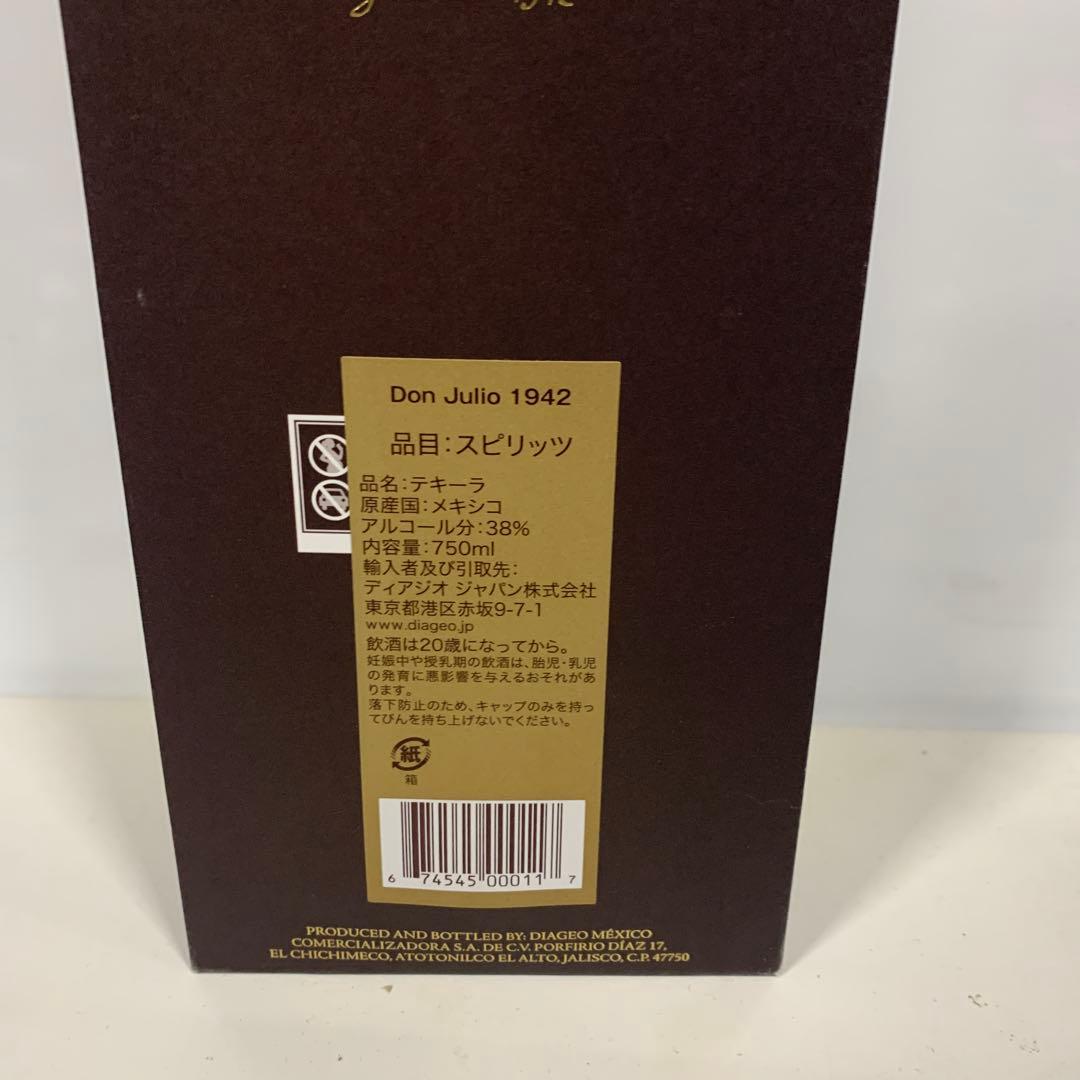 1942
Don Julio 1942
品目:スピリッツ
品名:テキーラ
原産国:メキシコ
アルコール分:38%
内容量:750ml
輸入者及び引取先:
ディアジオ ジャパン株式会社
東京都港区赤坂9-7-1
www.diageo.jp
飲酒は20歳になってから。
妊娠中や授乳期の飲酒は、胎児・乳児
の発育に悪影響を与えるおそれがあ
ります。
落下防止のため、キャップのみを持っ
てびんを持ち上げないでください。
紙
箱
6 74545 00011 7
PRODUCED AND BOTTLED BY: DIAGEO MÉXICO
COMERCIALIZADORA S.A. DE C.V. PORFIRIO DÍAZ 17,
EL CHICHIMECO, ATOTONILCO EL ALTO, JALISCO, C.P. 47750